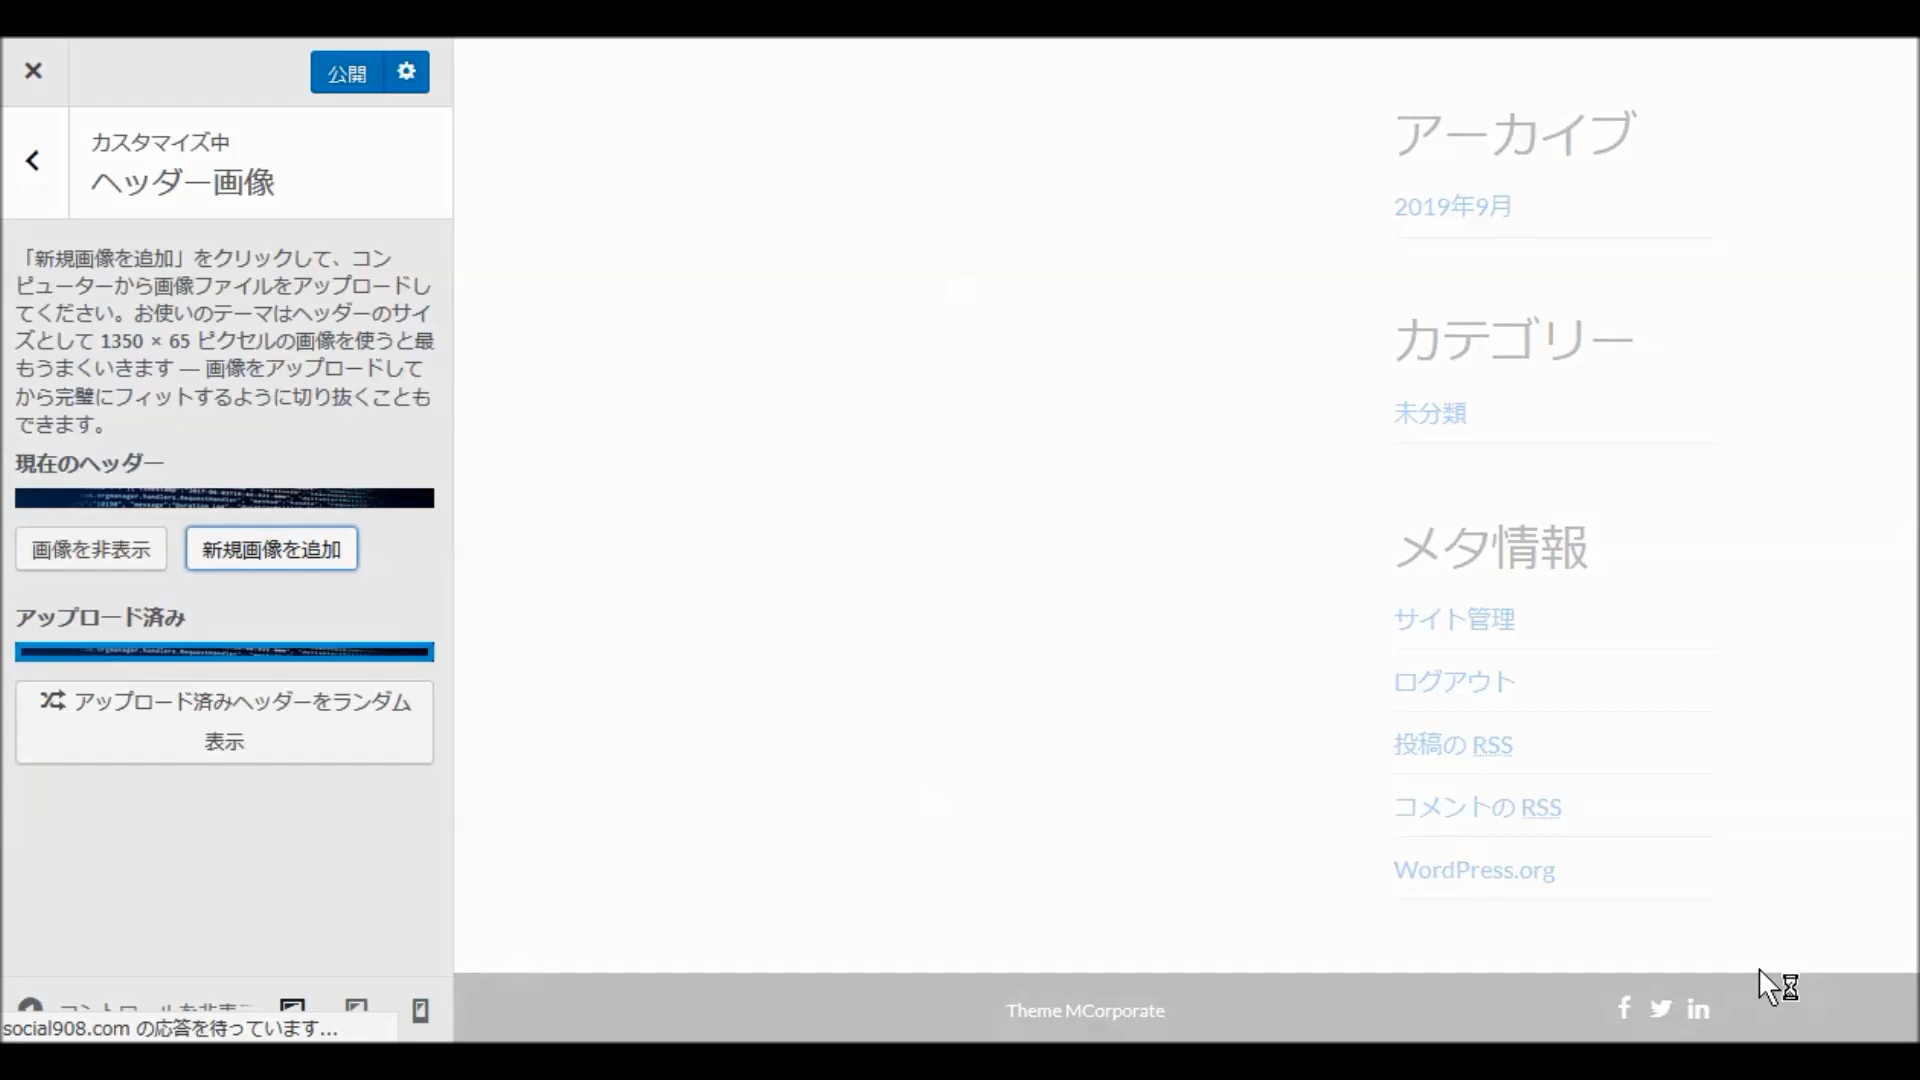 公開
カスタマイズ中
ヘッダー画像
「新規画像を追加」をクリックして、コン
ピューターから画像ファイルをアップロードし
てください。お使いのテーマはヘッダーのサイ
ズとして 1350 × 65 ピクセルの画像を使うと最
もうまくいきます — 画像をアップロードして
から完璧にフィットするように切り抜くことも
できます。
現在のヘッダー
画像を非表示
新規画像を追加
アップロード済み
アップロード済みヘッダーをランダム
表示
social908.com の応答を待っています...
アーカイブ
2019年9月
カテゴリー
未分類
メタ情報
サイト管理
ログアウト
投稿の RSS
コメントの RSS
WordPress.org
Theme MCorporate